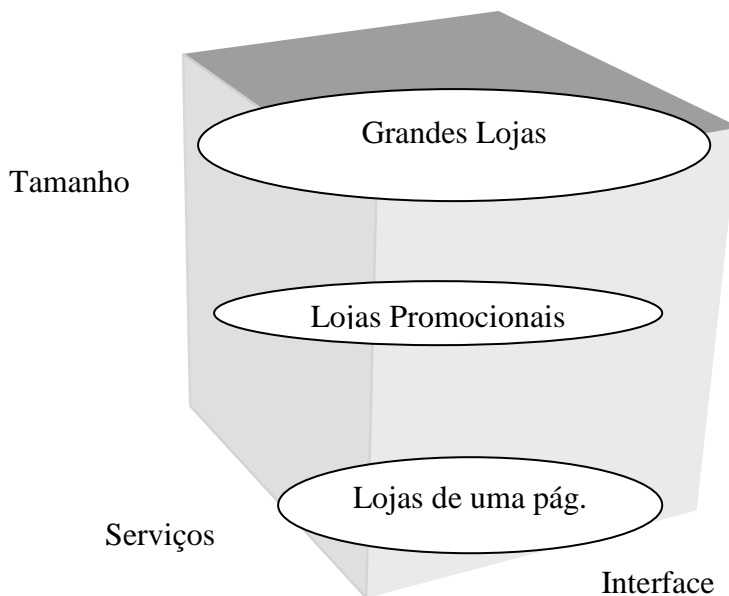 Grandes Lojas
Tamanho
Lojas Promocionais
Lojas de uma pág.
Serviços
Interface